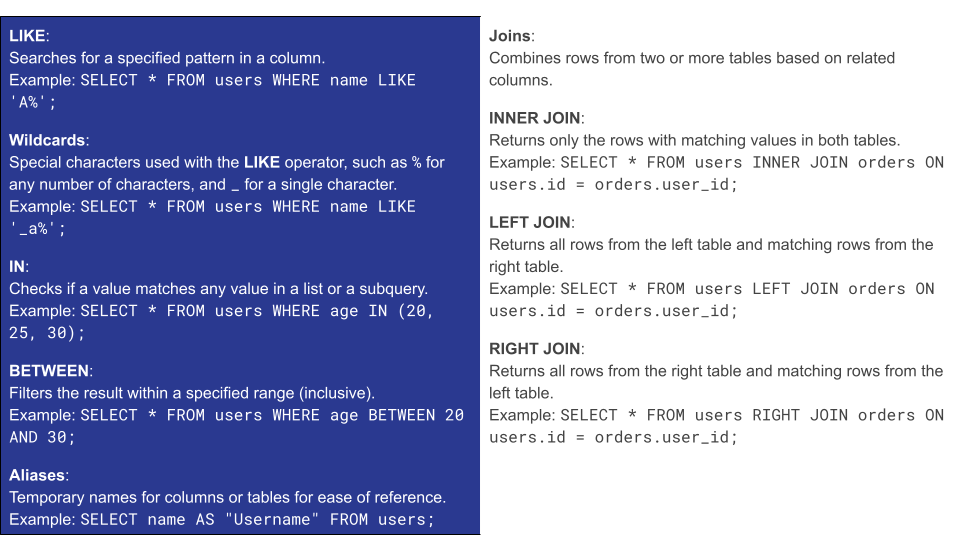 LIKE:
Searches for a specified pattern in a column.
Example: SELECT * FROM users WHERE name LIKE
'A%';
Wildcards:
Special characters used with the LIKE operator, such as % for
any number of characters, and _ for a single character.
Example: SELECT * FROM users WHERE name LIKE
'_a%';
IN:
Checks if a value matches any value in a list or a subquery.
Example: SELECT * FROM users WHERE age IN (20,
25, 30);
BETWEEN:
Filters the result within a specified range (inclusive).
Example: SELECT * FROM users WHERE age BETWEEN 20
AND 30;
Aliases:
Temporary names for columns or tables for ease of reference.
Example: SELECT name AS "Username" FROM users;
Joins:
Combines rows from two or more tables based on related
columns.
INNER JOIN:
Returns only the rows with matching values in both tables.
Example: SELECT * FROM users INNER JOIN orders ON
users.id = orders.user_id;
LEFT JOIN:
Returns all rows from the left table and matching rows from the
right table.
Example: SELECT * FROM users LEFT JOIN orders ON
users.id = orders.user_id;
RIGHT JOIN:
Returns all rows from the right table and matching rows from the
left table.
Example: SELECT * FROM users RIGHT JOIN orders ON
users.id = orders.user_id;